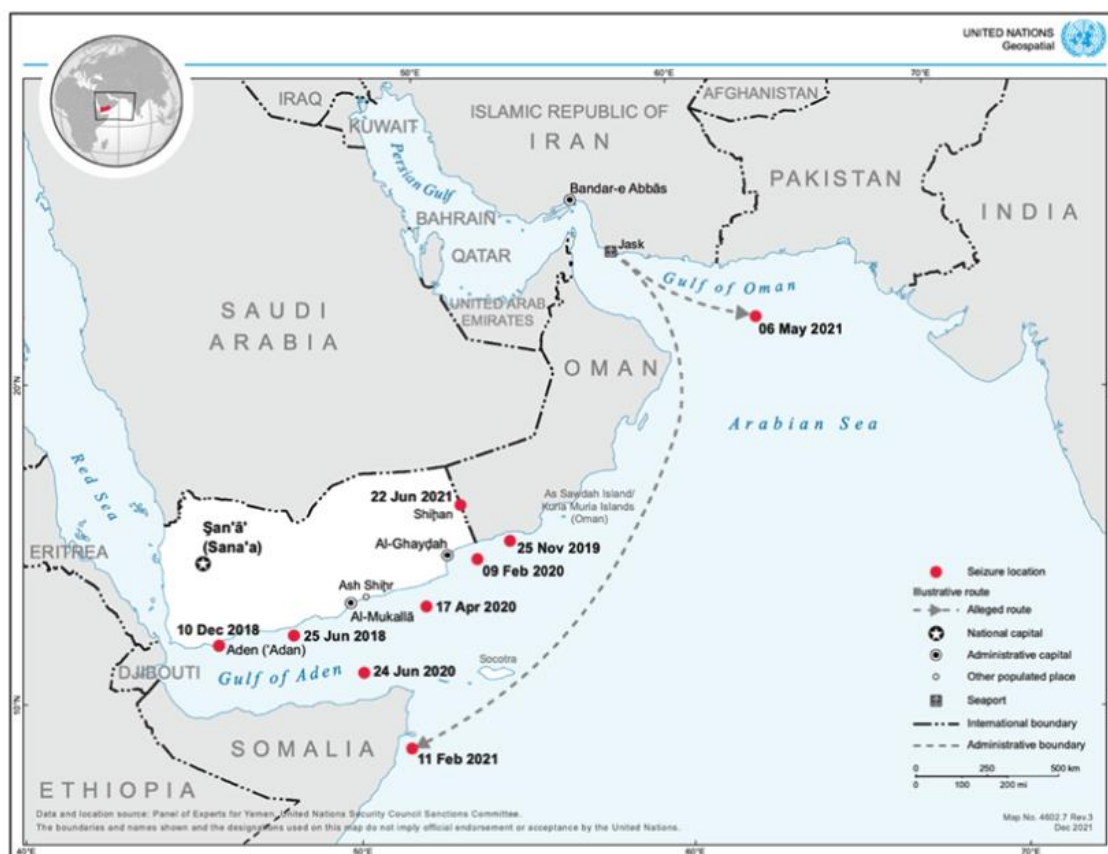 UNITED NATIONS
Geospatial
50°E
60°E
70°E
IRAQ
KUWAIT
Persian Gulf
BAHRAIN
QATAR
UNITED ARAB
EMIRATES
ISLAMIC REPUBLIC OF
IRAN
AFGHANISTAN
PAKISTAN
INDIA
Bandar-e Abbās
Jask
Gulf of Oman
06 May 2021
SAUDI
ARABIA
OMAN
20°N
20°N
Arabian Sea
Red Sea
22 Jun 2021
Shiḥan
As Sawdah Island/
Kuria Muria Islands
(Oman)
Ṣan'ā'
(Sana'a)
Al-Ghayḍah
25 Nov 2019
09 Feb 2020
ERITREA
Ash Shiḥr
Al-Mukallā
17 Apr 2020
10 Dec 2018
Aden ('Adan)
25 Jun 2018
DJIBOUTI
Gulf of Aden
24 Jun 2020
Socotra
10°N
10°N
SOMALIA
11 Feb 2021
ETHIOPIA
Seizure location
Illustrative route
Alleged route
National capital
Administrative capital
Other populated place
Seaport
International boundary
Administrative boundary
0 250 500 km
0 100 200 mi
Data and location source: Panel of Experts for Yemen, United Nations Security Council Sanctions Committee.
The boundaries and names shown and the designations used on this map do not imply official endorsement or acceptance by the United Nations.
Map No. 4602.7 Rev.3
Dec 2021
40°E
50°E
60°E
70°E